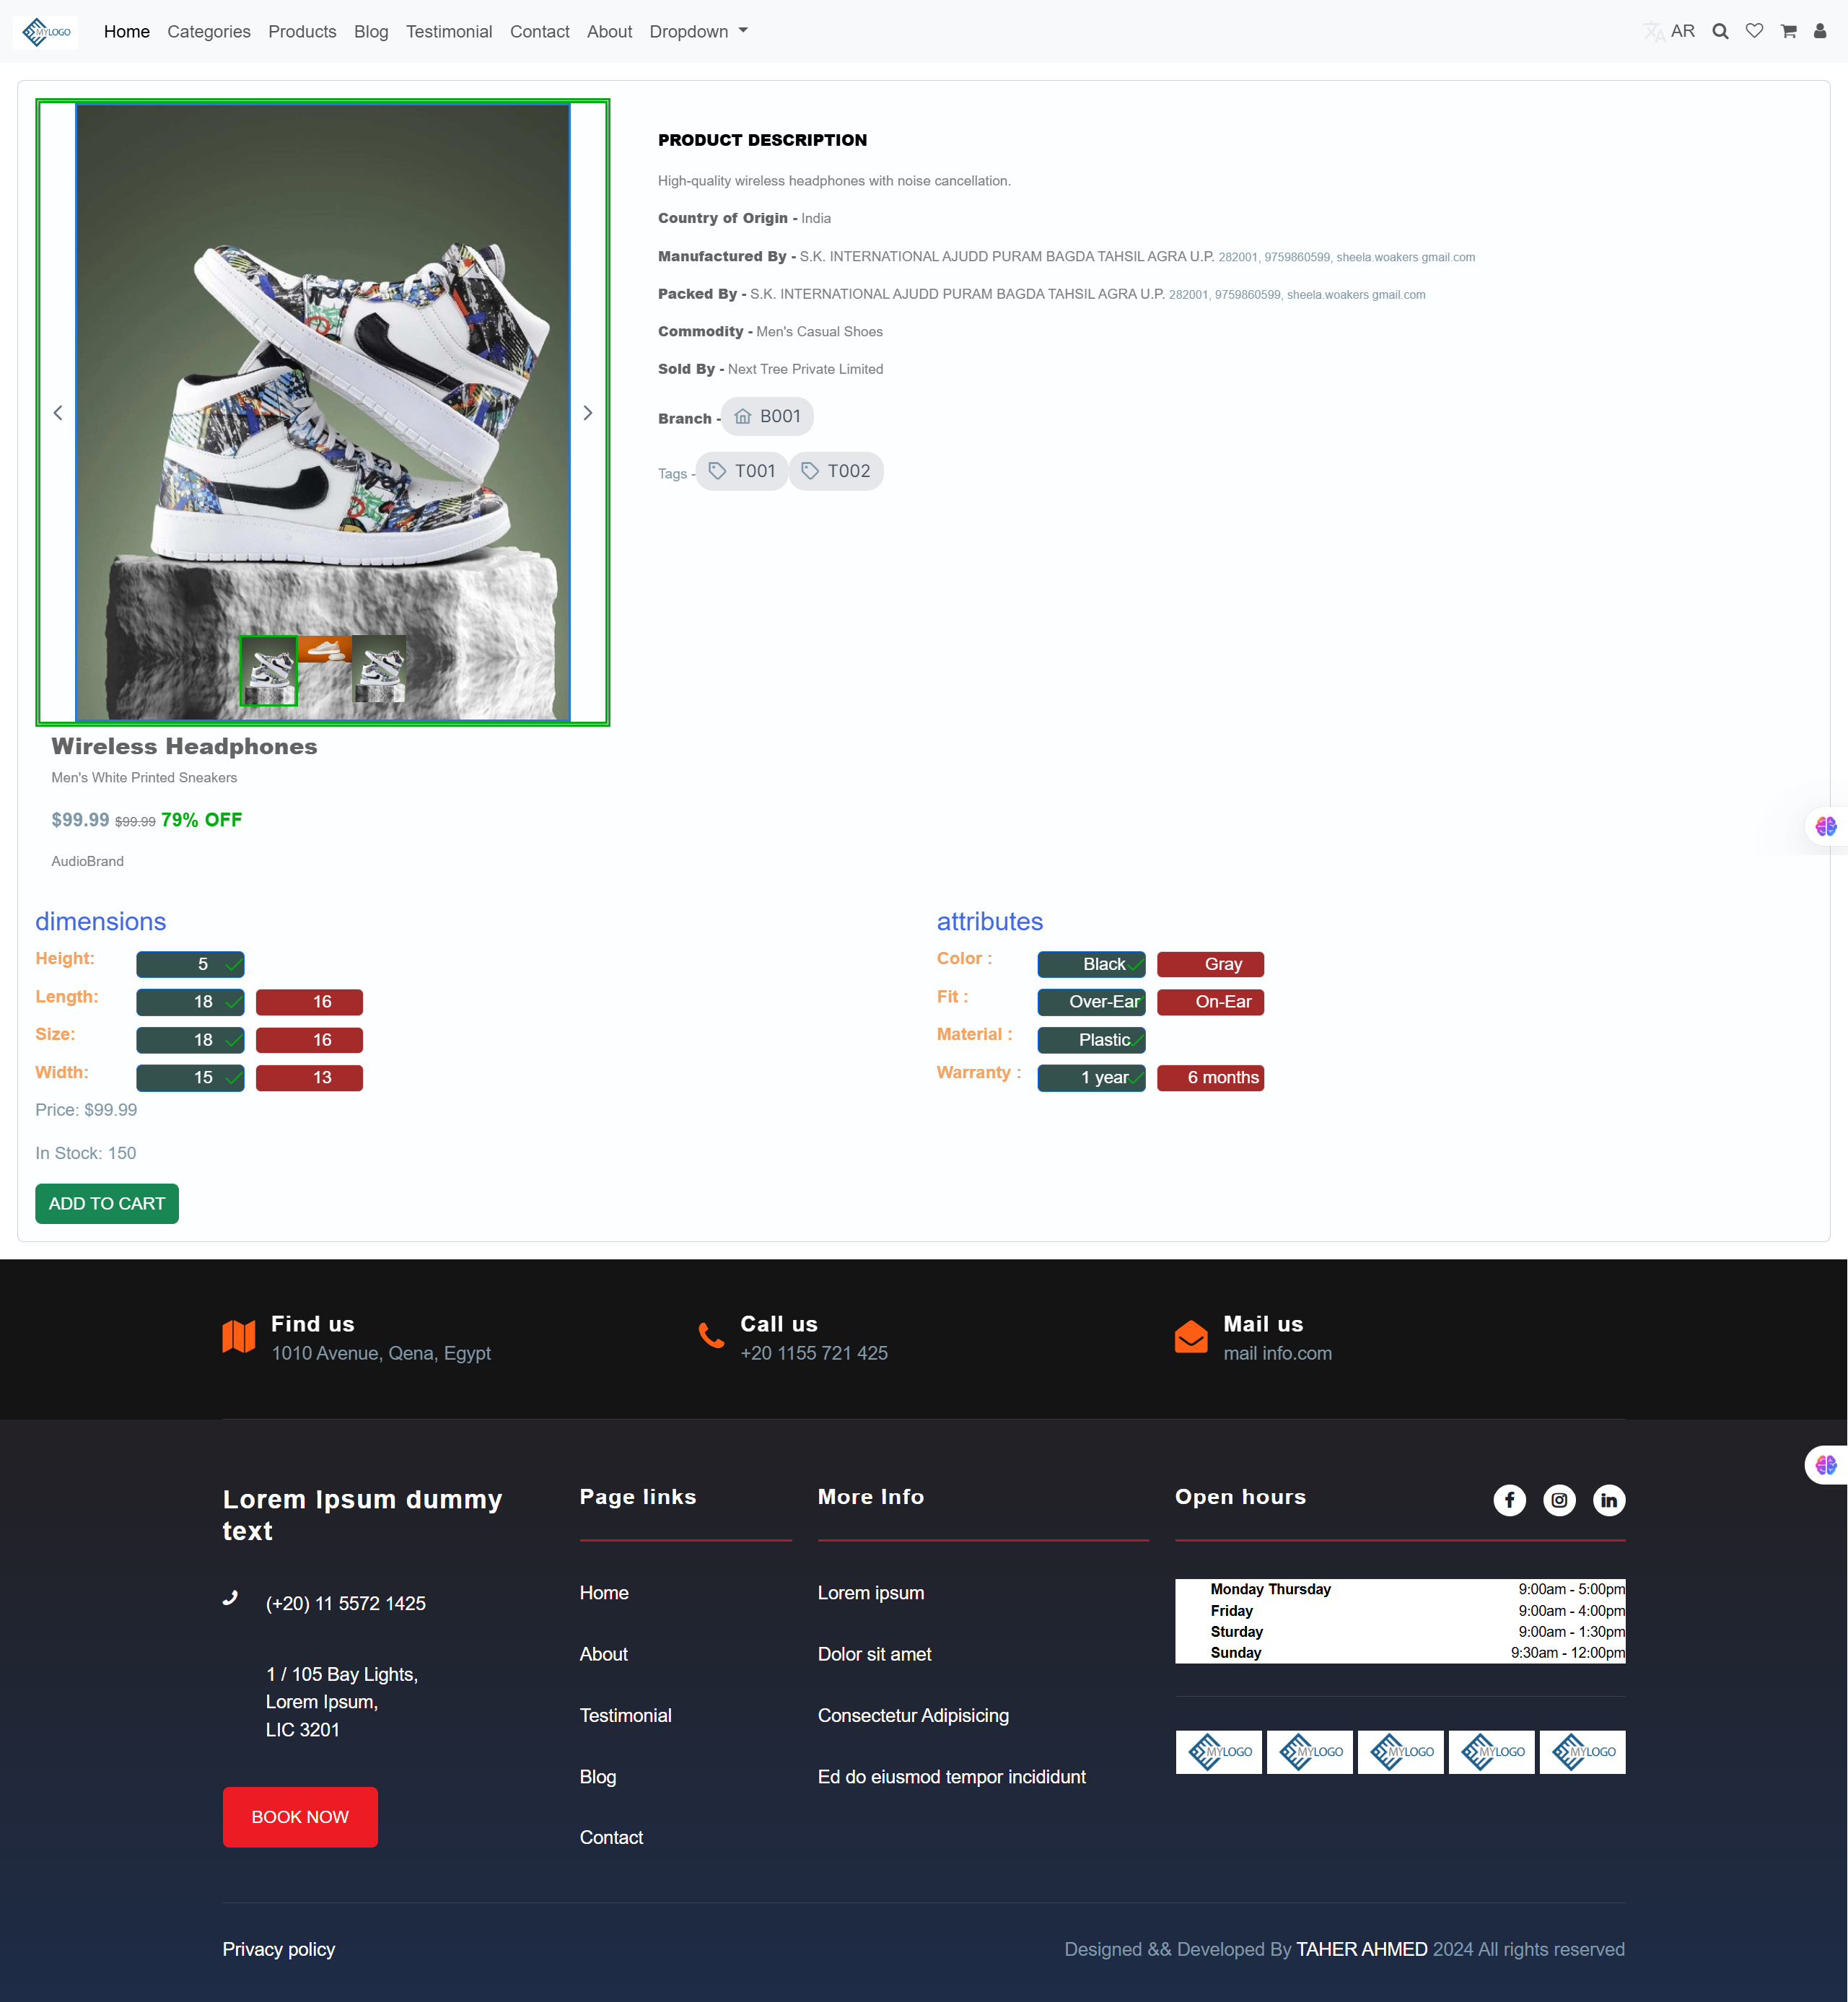 MYLOGO Home Categories Products Blog Testimonial Contact About Dropdown AR
PRODUCT DESCRIPTION
High-quality wireless headphones with noise cancellation.
Country of Origin - India
Manufactured By - S.K. INTERNATIONAL AJUDD PURAM BAGDA TAHSIL AGRA U.P. 282001, 9759860599, sheela.woakers gmail.com
Packed By - S.K. INTERNATIONAL AJUDD PURAM BAGDA TAHSIL AGRA U.P. 282001, 9759860599, sheela.woakers gmail.com
Commodity - Men's Casual Shoes
Sold By - Next Tree Private Limited
Branch - B001
Tags - T001 T002
Wireless Headphones
Men's White Printed Sneakers
$99.99 $99.99 79% OFF
AudioBrand
dimensions
Height: 5
Length: 18 16
Size: 18 16
Width: 15 13
Price: $99.99
In Stock: 150
ADD TO CART
attributes
Color : Black Gray
Fit : Over-Ear On-Ear
Material : Plastic
Warranty : 1 year 6 months
Find us
1010 Avenue, Qena, Egypt
Call us
+20 1155 721 425
Mail us
mail info.com
Lorem Ipsum dummy
text
(+20) 11 5572 1425
1 / 105 Bay Lights,
Lorem Ipsum,
LIC 3201
BOOK NOW
Page links
Home
About
Testimonial
Blog
Contact
More Info
Lorem ipsum
Dolor sit amet
Consectetur Adipisicing
Ed do eiusmod tempor incididunt
Open hours
Monday Thursday 9:00am - 5:00pm
Friday 9:00am - 4:00pm
Sturday 9:00am - 1:30pm
Sunday 9:30am - 12:00pm
MYLOGO MYLOGO MYLOGO MYLOGO MYLOGO
Privacy policy
Designed && Developed By TAHER AHMED 2024 All rights reserved